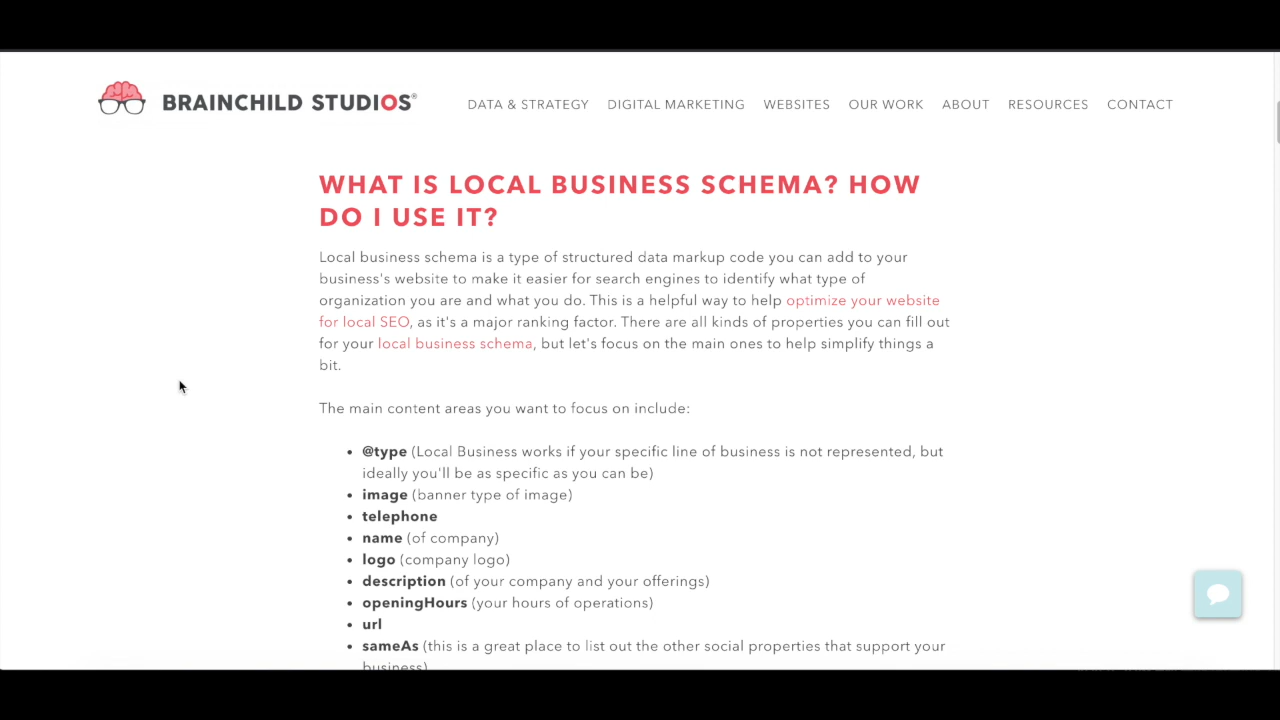 BRAINCHILD STUDIOS®
DATA & STRATEGY DIGITAL MARKETING WEBSITES OUR WORK ABOUT RESOURCES CONTACT
WHAT IS LOCAL BUSINESS SCHEMA? HOW
DO I USE IT?
Local business schema is a type of structured data markup code you can add to your
business's website to make it easier for search engines to identify what type of
organization you are and what you do. This is a helpful way to help optimize your website
for local SEO, as it's a major ranking factor. There are all kinds of properties you can fill out
for your local business schema, but let's focus on the main ones to help simplify things a
bit.
The main content areas you want to focus on include:
• @type (Local Business works if your specific line of business is not represented, but
ideally you'll be as specific as you can be)
• image (banner type of image)
• telephone
• name (of company)
• logo (company logo)
• description (of your company and your offerings)
• openingHours (your hours of operations)
• url
• sameAs (this is a great place to list out the other social properties that support your
business)